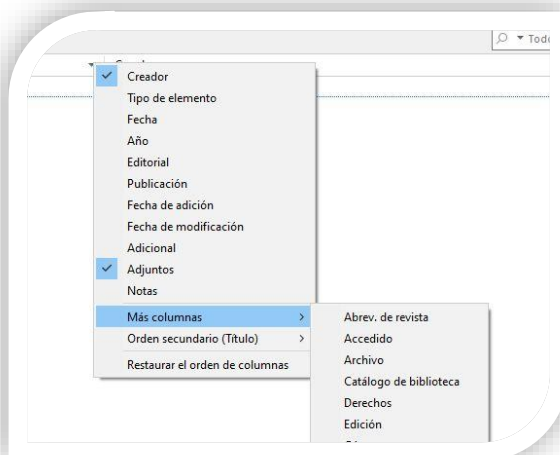 Creador
Tipo de elemento
Fecha
Año
Editorial
Publicación
Fecha de adición
Fecha de modificación
Adicional
Adjuntos
Notas
Más columnas
Orden secundario (Título)
Restaurar el orden de columnas
Abrev. de revista
Accedido
Archivo
Catálogo de biblioteca
Derechos
Edición